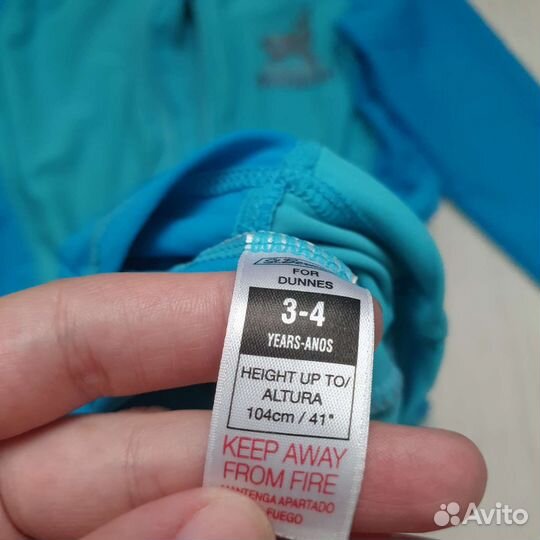 FOR
DUNNES
3-4
YEARS-ANOS
HEIGHT UP TO/
ALTURA
104cm / 41"
KEEP AWAY
FROM FIRE
MANTENGA APARTADO
FUEGO
Avito